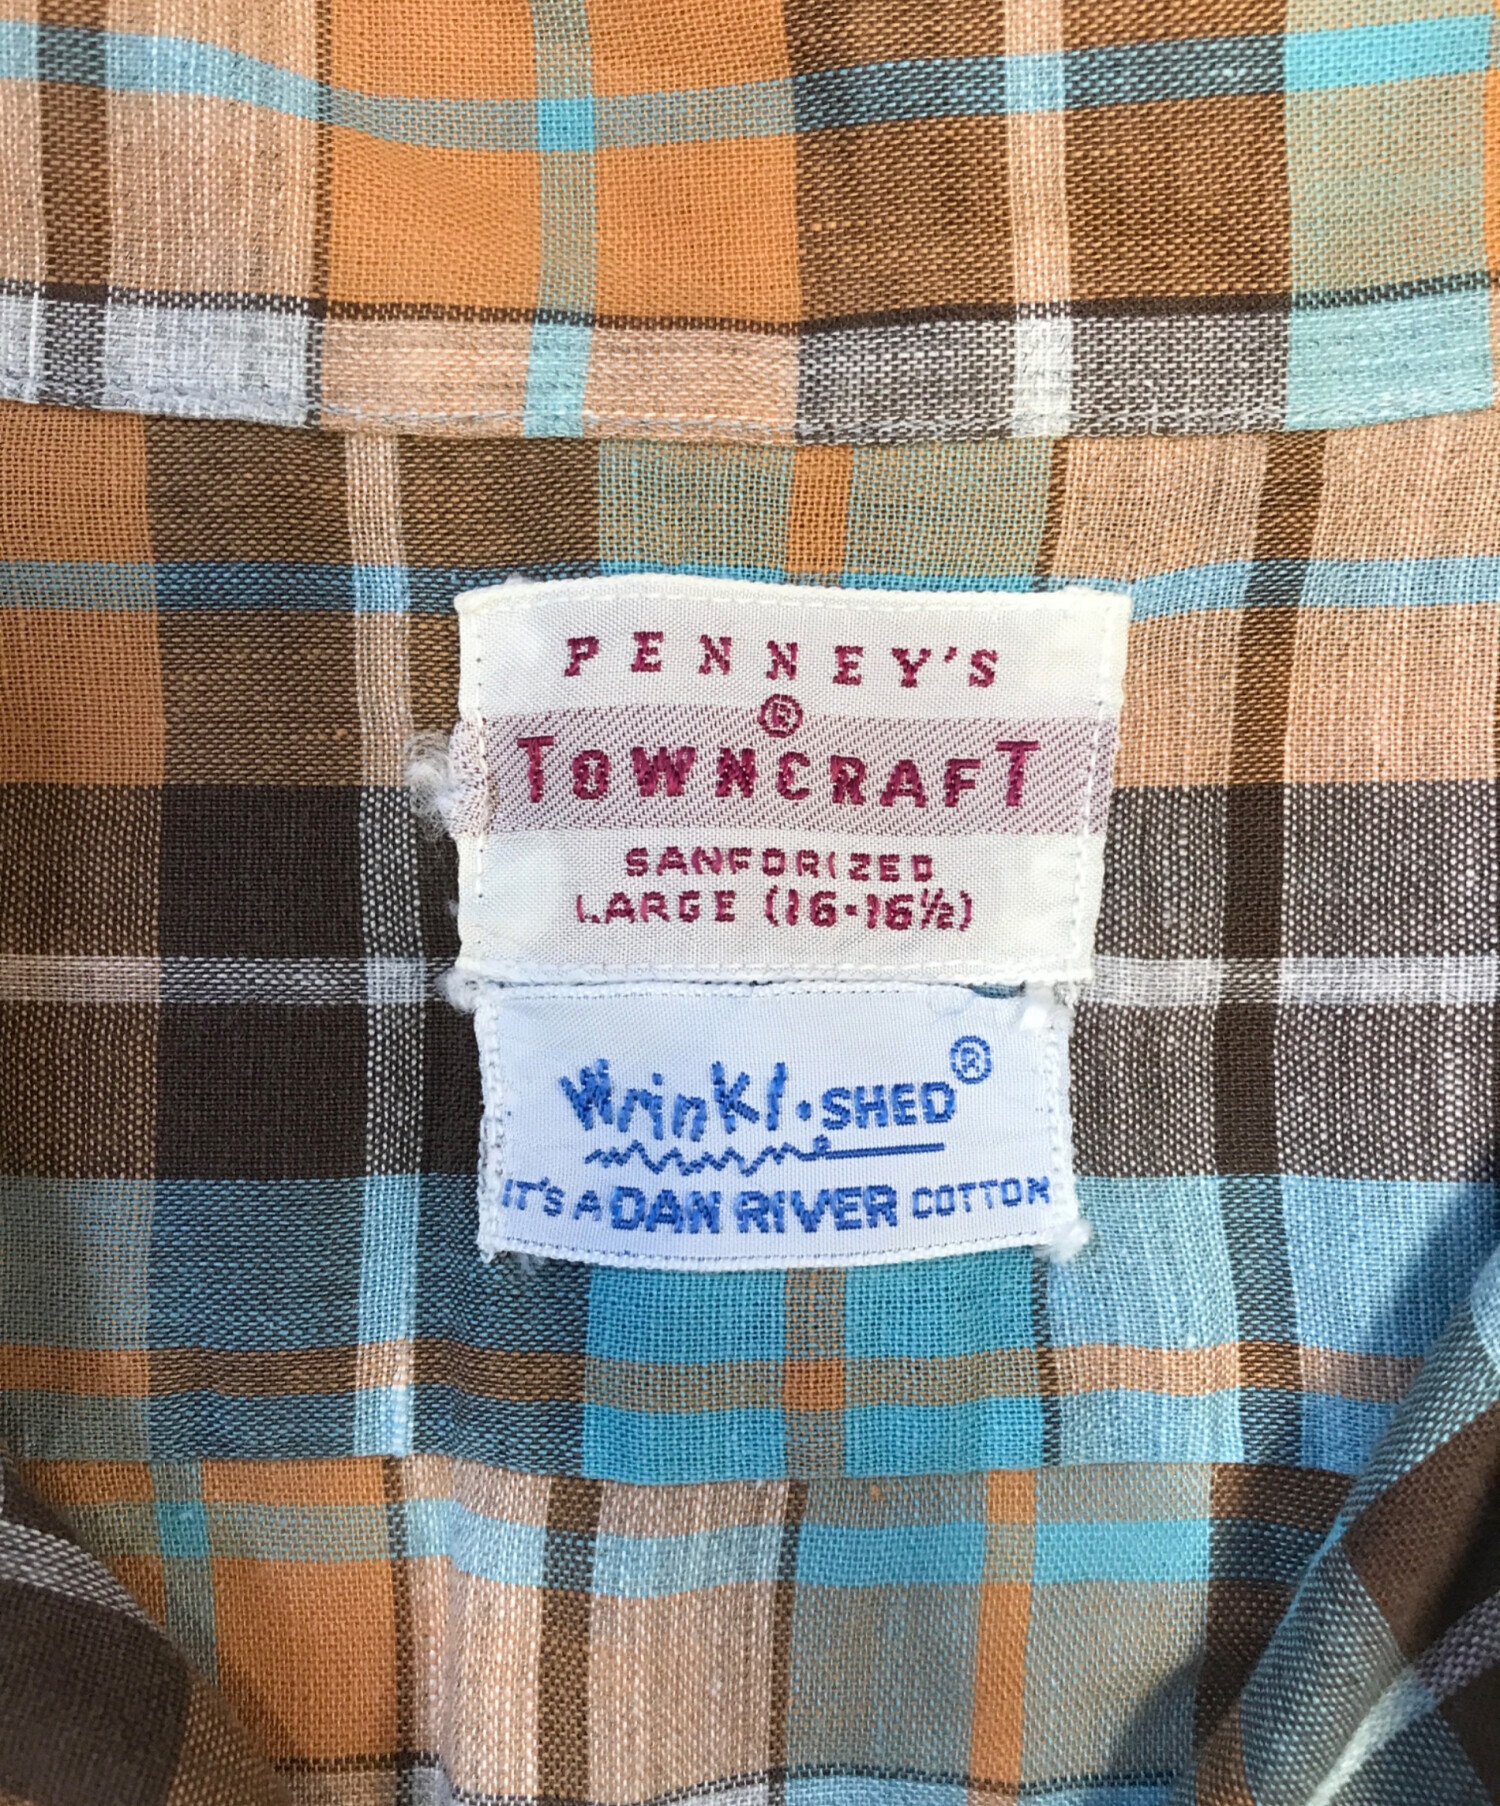 PENNEY'S
®
TOWNCRAFT
SANFORIZED
LARGE (16-16½)
Wrinkl·SHED®
IT'S A DAN RIVER COTTON